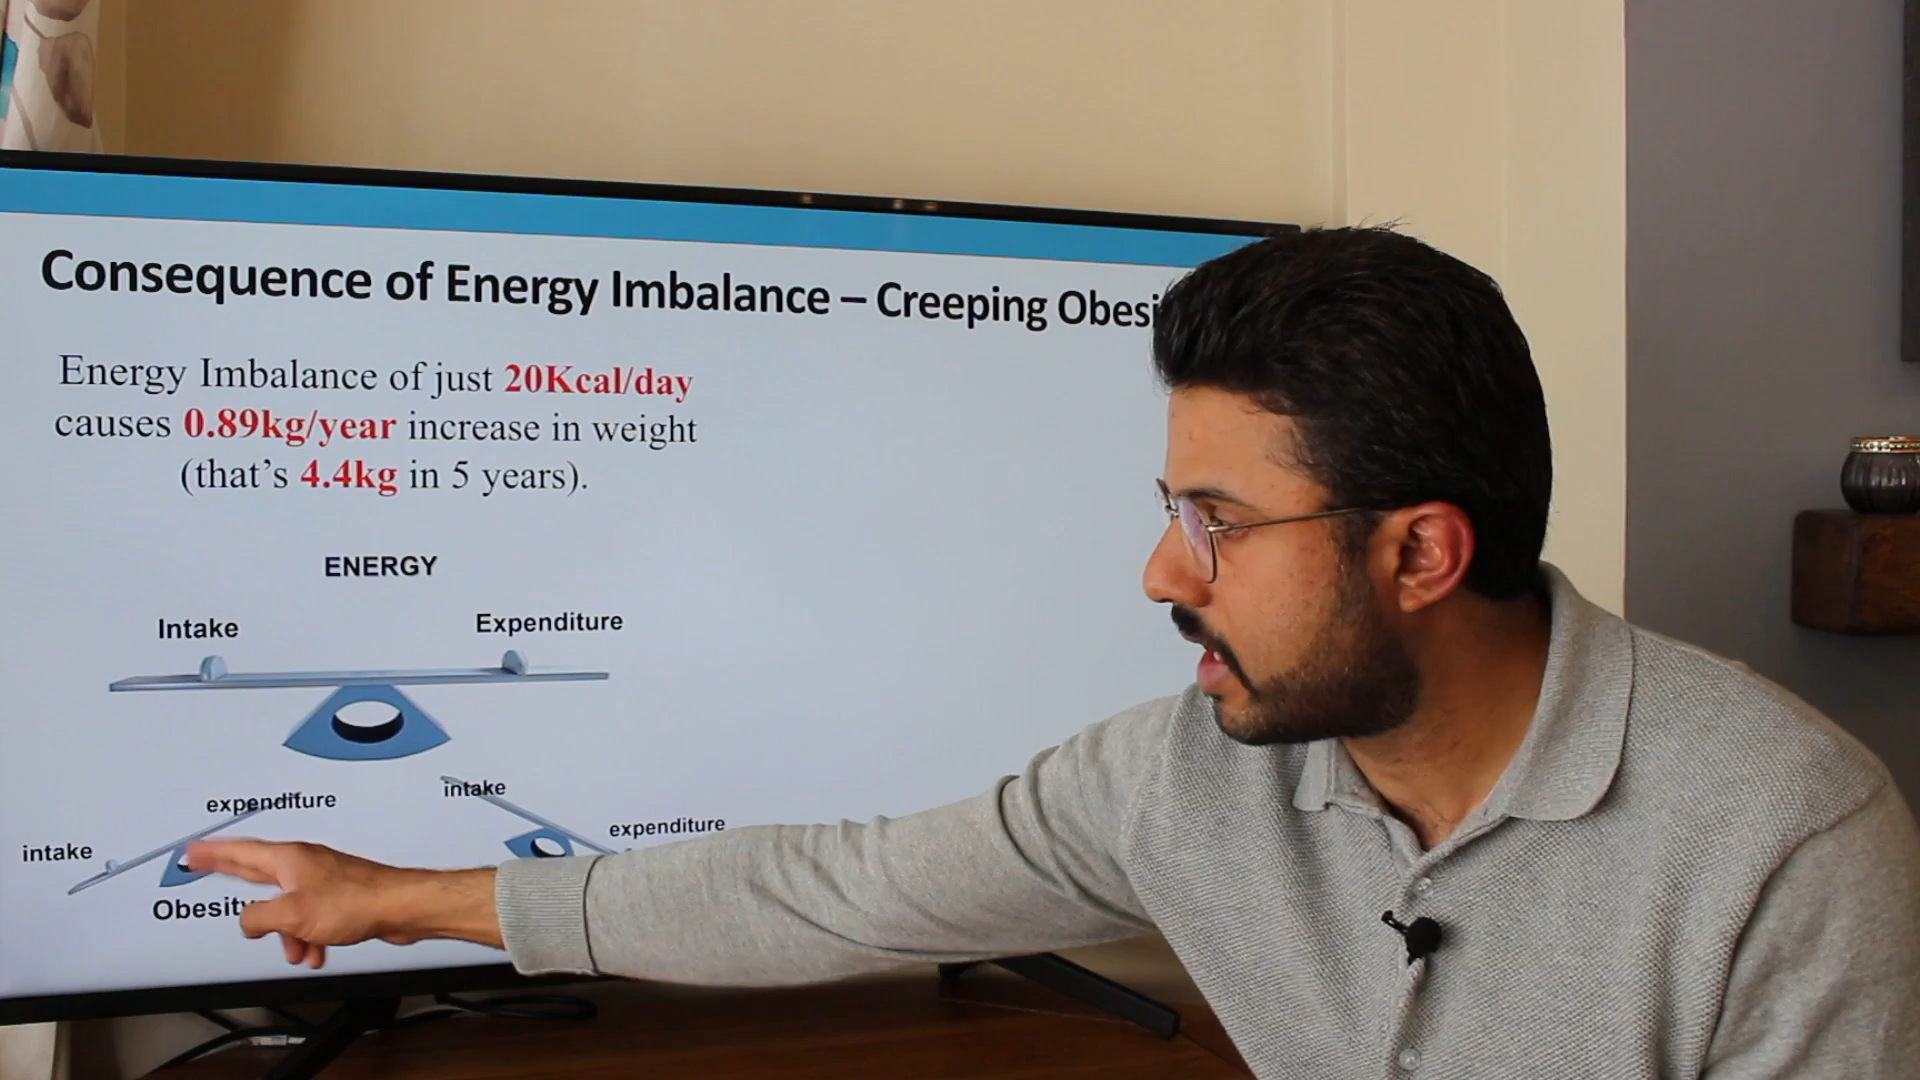 Consequence of Energy Imbalance – Creeping
Energy Imbalance of just 20Kcal/day
causes 0.89kg/year increase in weight
(that's 4.4kg in 5 years).
ENERGY
Intake
Expenditure
expenditure
intake
intake
expenditure
Obesity